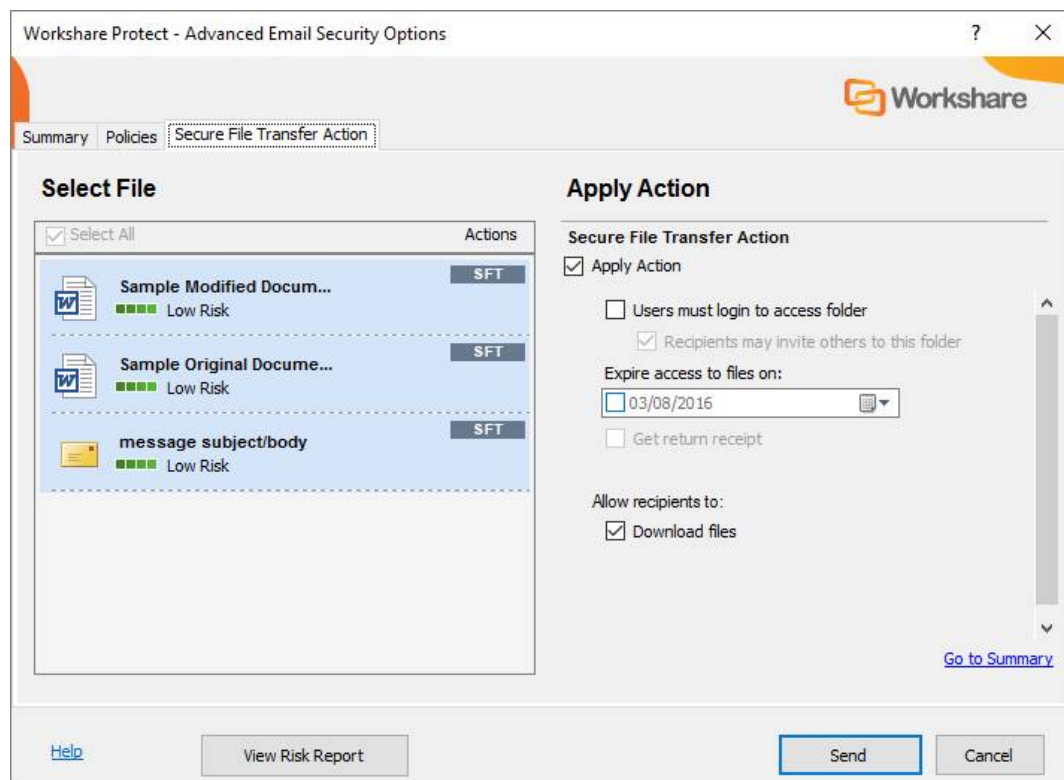 Workshare Protect - Advanced Email Security Options
Workshare
Summary Policies Secure File Transfer Action
Select File
Select All Actions
Sample Modified Docum... SFT
Low Risk
Sample Original Docume... SFT
Low Risk
message subject/body SFT
Low Risk
Apply Action
Secure File Transfer Action
Apply Action
Users must login to access folder
Recipients may invite others to this folder
Expire access to files on:
03/08/2016
Get return receipt
Allow recipients to:
Download files
Go to Summary
Help View Risk Report Send Cancel